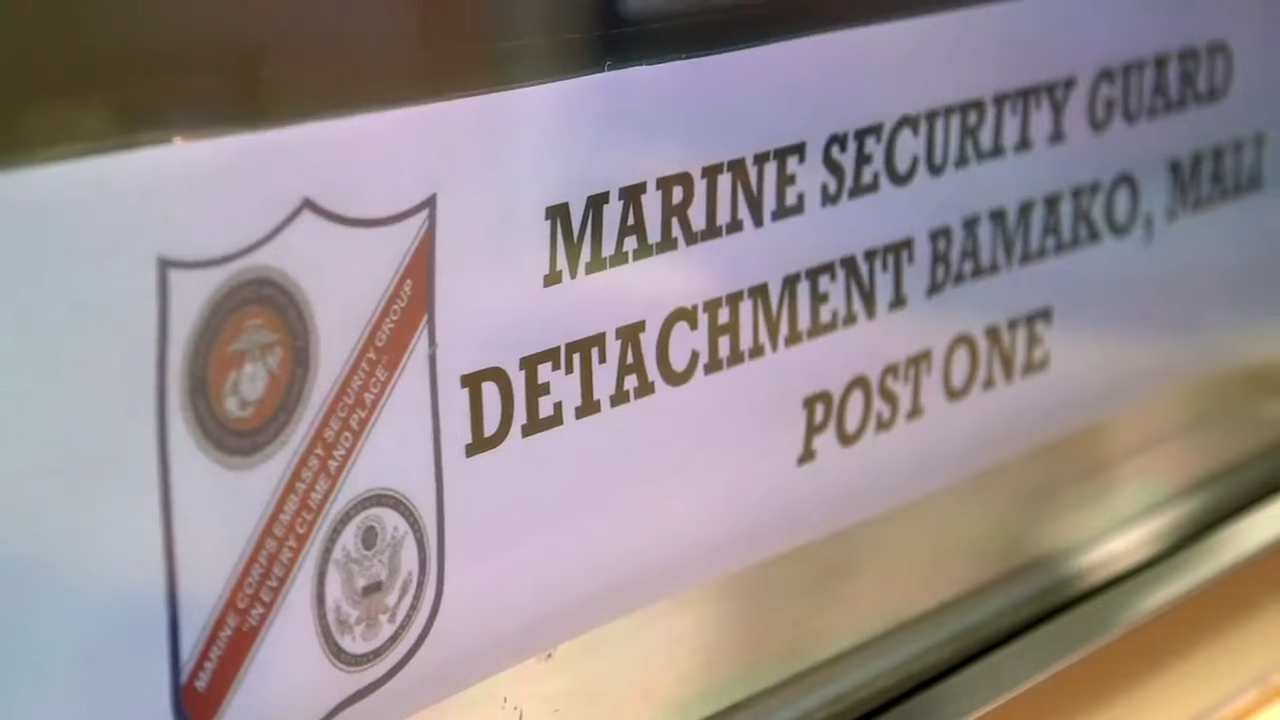 MARINE SECURITY GUARD
DETACHMENT BAMAKO, MALI
POST ONE
MARINE CORPS EMBASSY SECURITY GROUP
"IN EVERY CLIME AND PLACE"